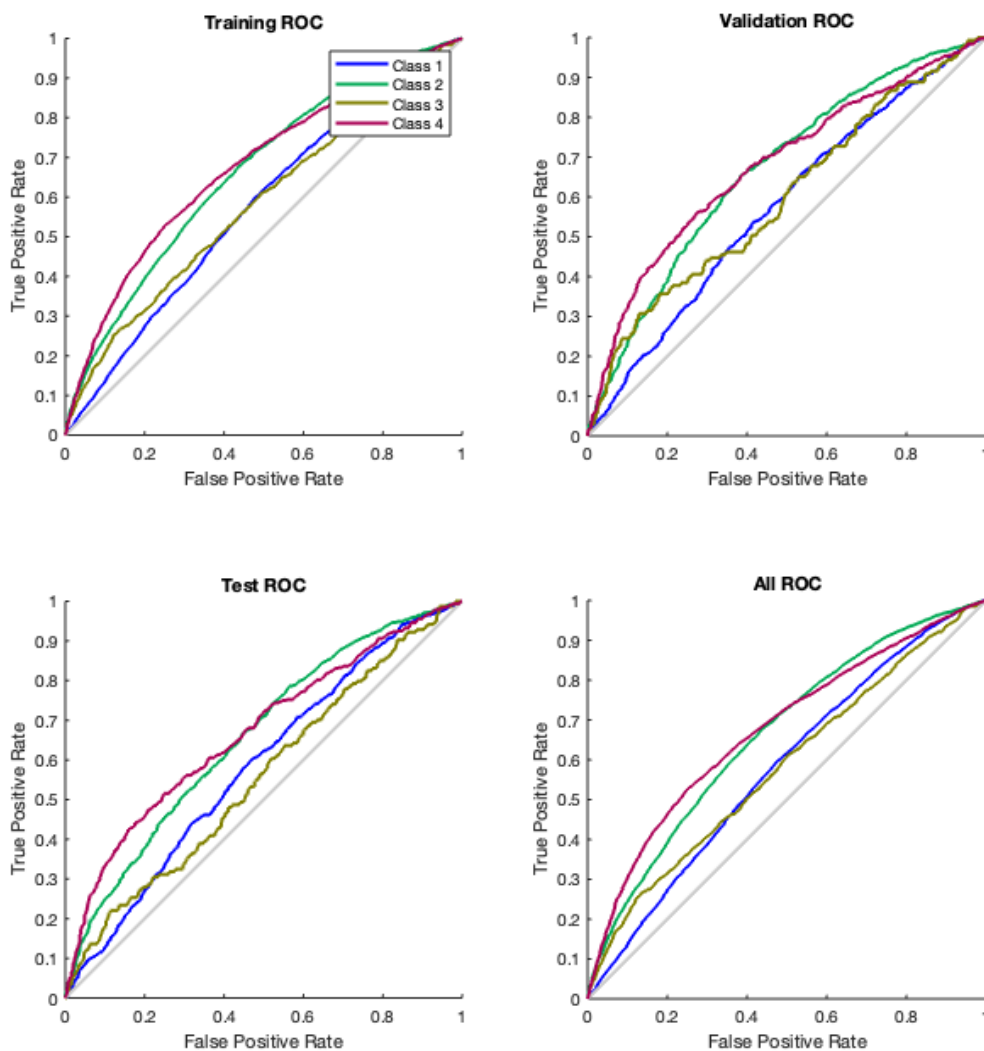 Training ROC
Class 1
Class 2
Class 3
Class 4
True Positive Rate
1
0.9
0.8
0.7
0.6
0.5
0.4
0.3
0.2
0.1
0
0 0.2 0.4 0.6 0.8 1
False Positive Rate
Validation ROC
True Positive Rate
1
0.9
0.8
0.7
0.6
0.5
0.4
0.3
0.2
0.1
0
0 0.2 0.4 0.6 0.8 1
False Positive Rate
Test ROC
True Positive Rate
1
0.9
0.8
0.7
0.6
0.5
0.4
0.3
0.2
0.1
0
0 0.2 0.4 0.6 0.8 1
False Positive Rate
All ROC
True Positive Rate
1
0.9
0.8
0.7
0.6
0.5
0.4
0.3
0.2
0.1
0
0 0.2 0.4 0.6 0.8 1
False Positive Rate